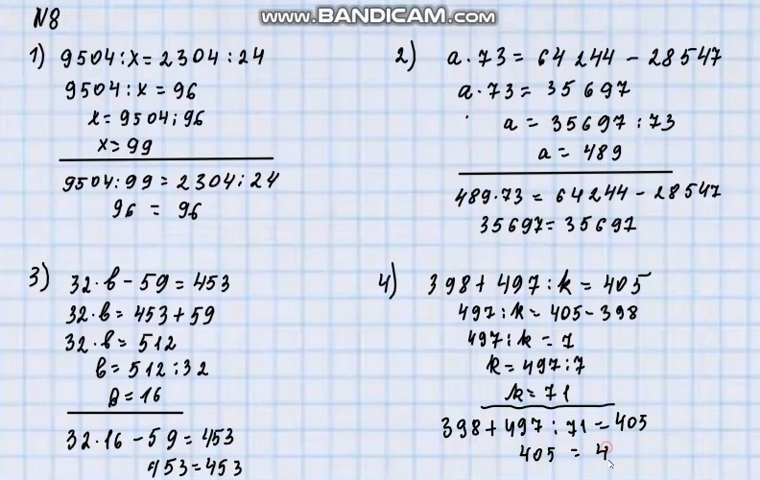 www.BANDICAM.com
N8
1) 9504 : x = 2304 : 24
9504 : x = 96
x = 9504 : 96
x = 99
9504 : 99 = 2304 : 24
96 = 96
2) a · 73 = 64244 - 28547
a · 73 = 35697
a = 35697 : 73
a = 489
489 · 73 = 64244 - 28547
35697 = 35697
3) 32 · b - 59 = 453
32 · b = 453 + 59
32 · b = 512
b = 512 : 32
b = 16
32 · 16 - 59 = 453
453 = 453
4) 398 + 497 : k = 405
497 : k = 405 - 398
497 : k = 7
k = 497 : 7
k = 71
398 + 497 : 71 = 405
405 = 4